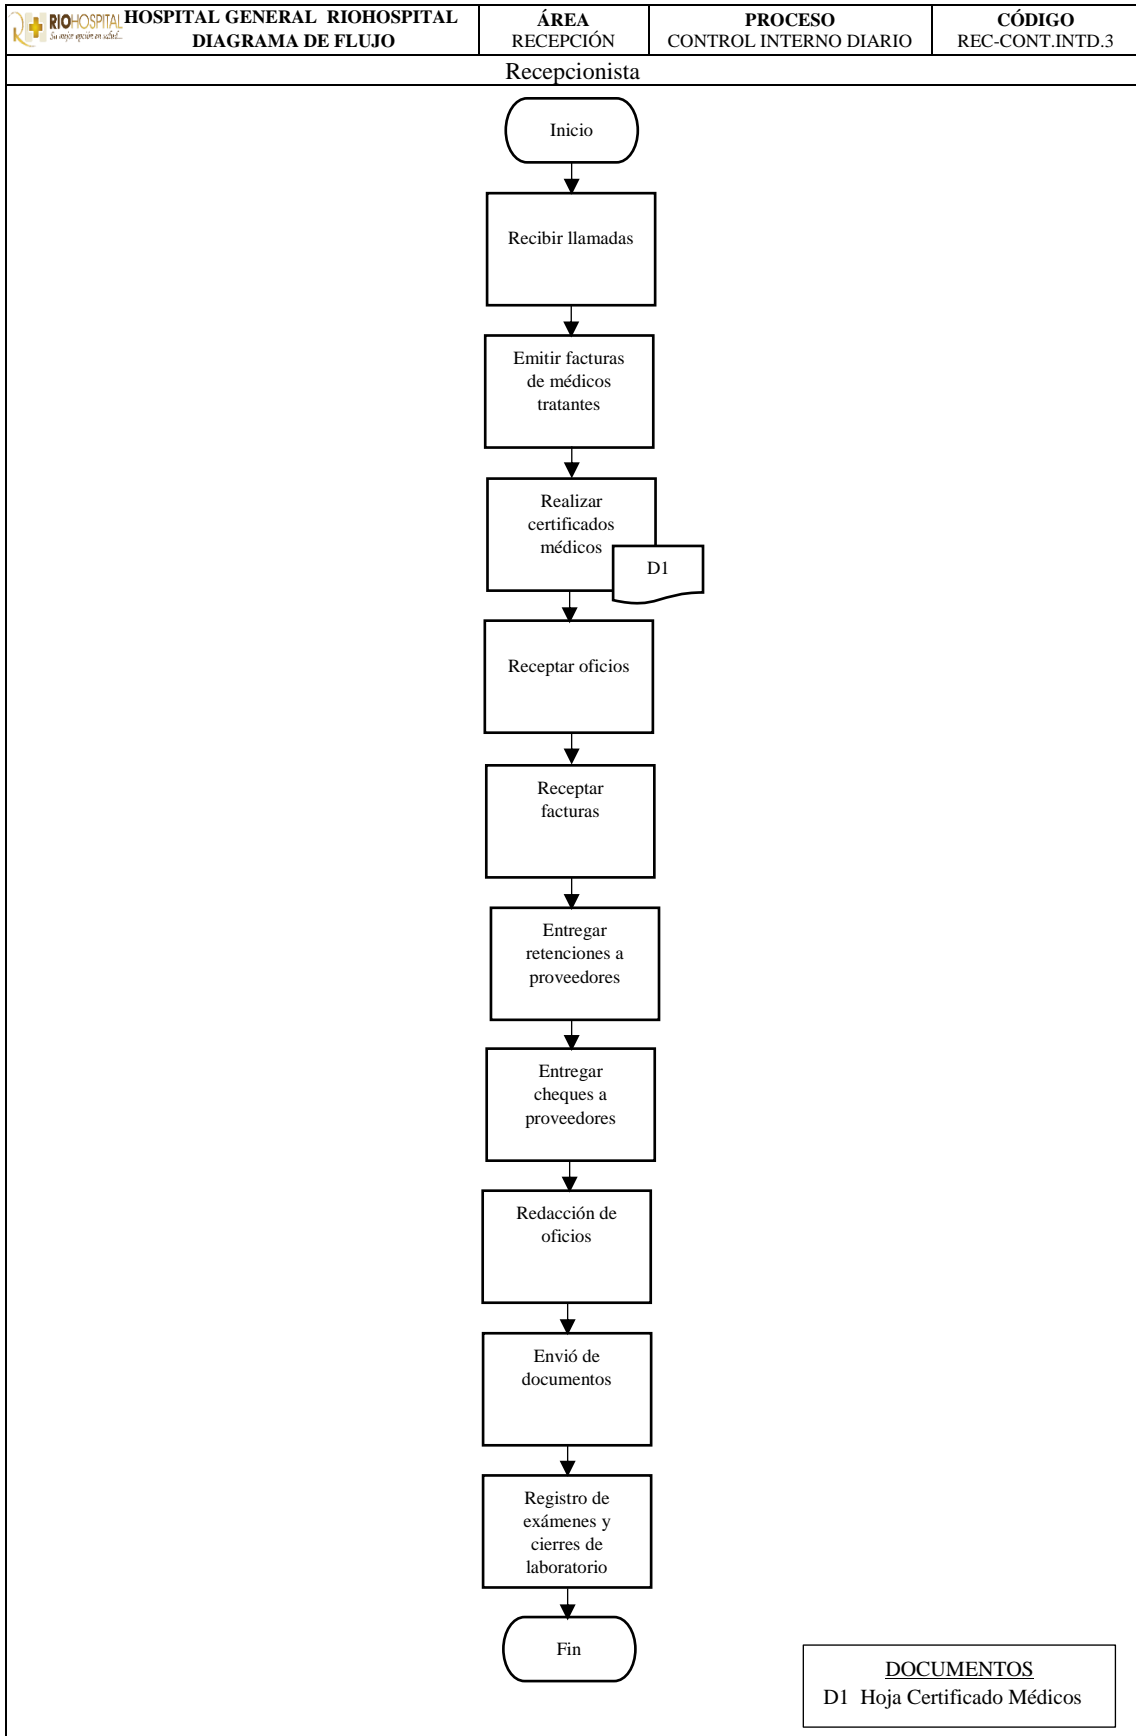 RIOHOSPITAL
Su mejor opción en salud...
HOSPITAL GENERAL RIOHOSPITAL
DIAGRAMA DE FLUJO
ÁREA
RECEPCIÓN
PROCESO
CONTROL INTERNO DIARIO
CÓDIGO
REC-CONT.INTD.3
Recepcionista
Inicio
Recibir llamadas
Emitir facturas
de médicos
tratantes
Realizar
certificados
médicos
D1
Receptar oficios
Receptar
facturas
Entregar
retenciones a
proveedores
Entregar
cheques a
proveedores
Redacción de
oficios
Envió de
documentos
Registro de
exámenes y
cierres de
laboratorio
Fin
DOCUMENTOS
D1 Hoja Certificado Médicos